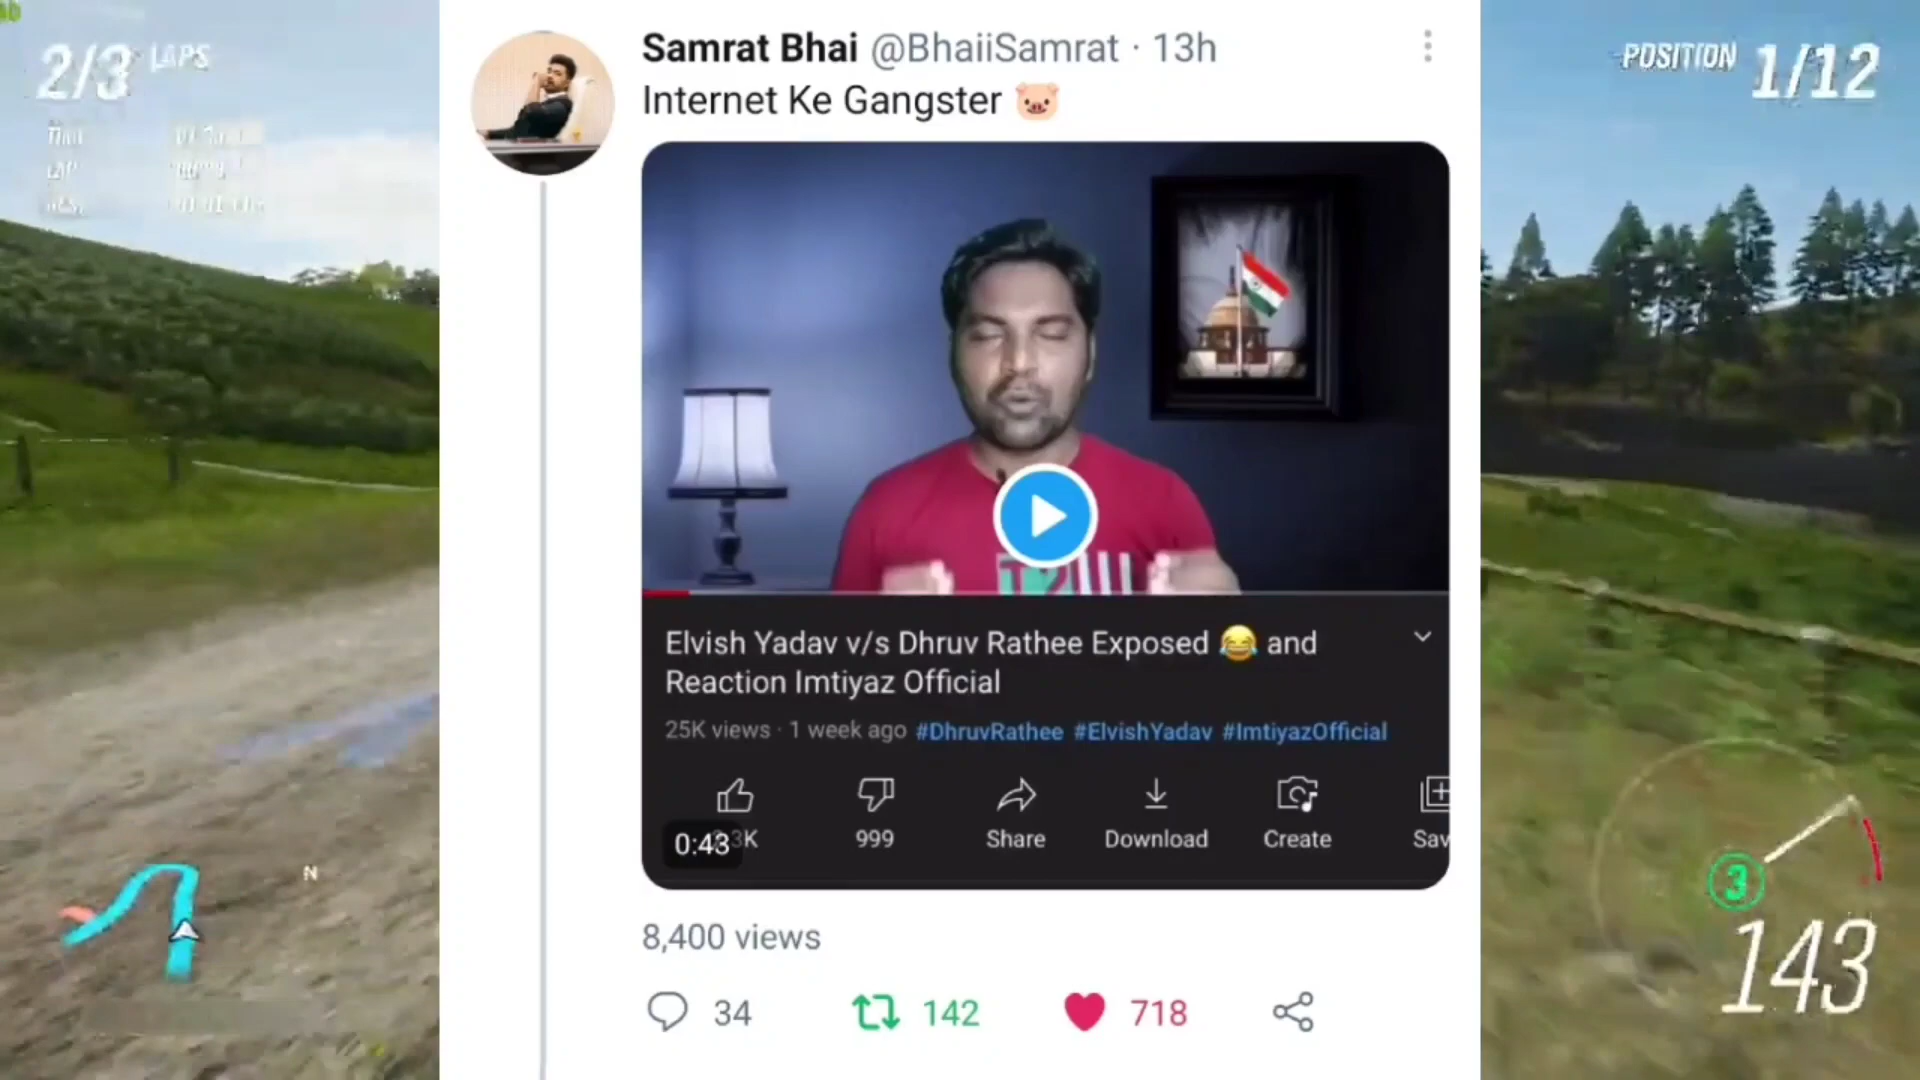 2/3 LAPS
POSITION 1/12
Samrat Bhai @BhaiiSamrat · 13h
Internet Ke Gangster 🐷
Elvish Yadav v/s Dhruv Rathee Exposed 😂 and
Reaction Imtiyaz Official
25K views · 1 week ago #DhruvRathee #ElvishYadav #ImtiyazOfficial
0:43
999
Share
Download
Create
Sav
8,400 views
34
142
718
N
3
143